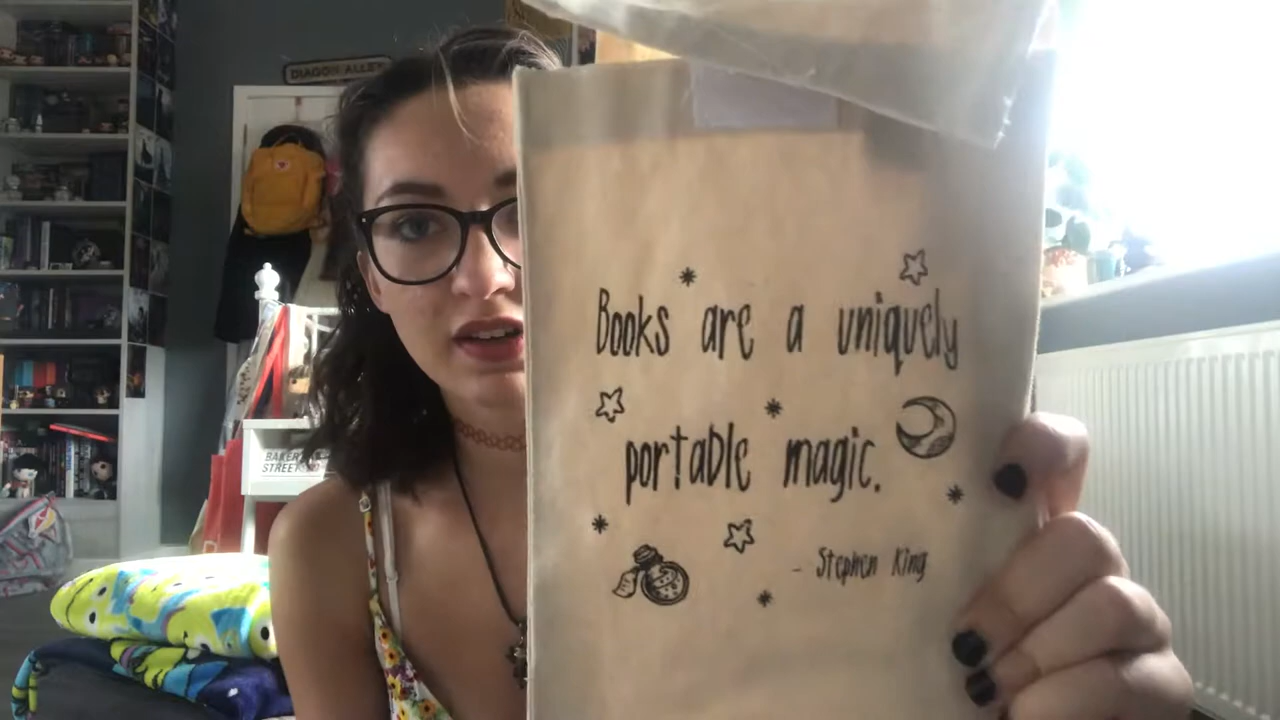 DIAGON ALLEY
Books are a uniquely
portable magic.
- Stephen King
BAKER
STREET